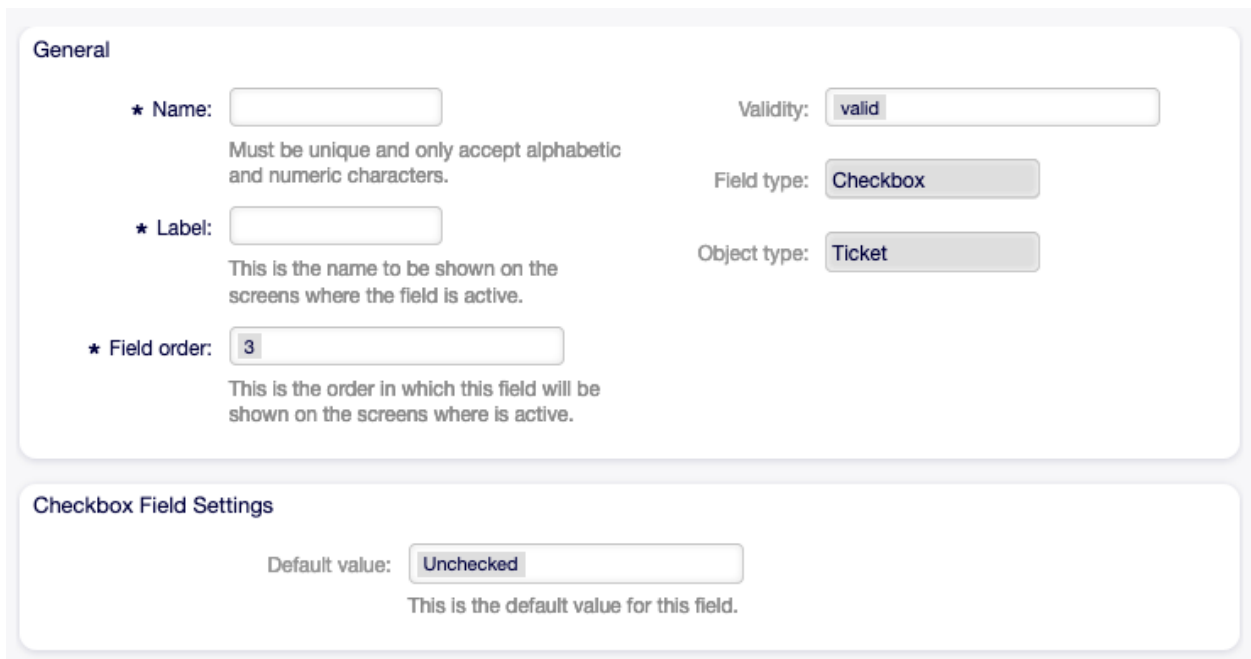 General
★ Name:
Must be unique and only accept alphabetic
and numeric characters.
★ Label:
This is the name to be shown on the
screens where the field is active.
★ Field order: 3
This is the order in which this field will be
shown on the screens where is active.
Validity: valid
Field type: Checkbox
Object type: Ticket
Checkbox Field Settings
Default value: Unchecked
This is the default value for this field.